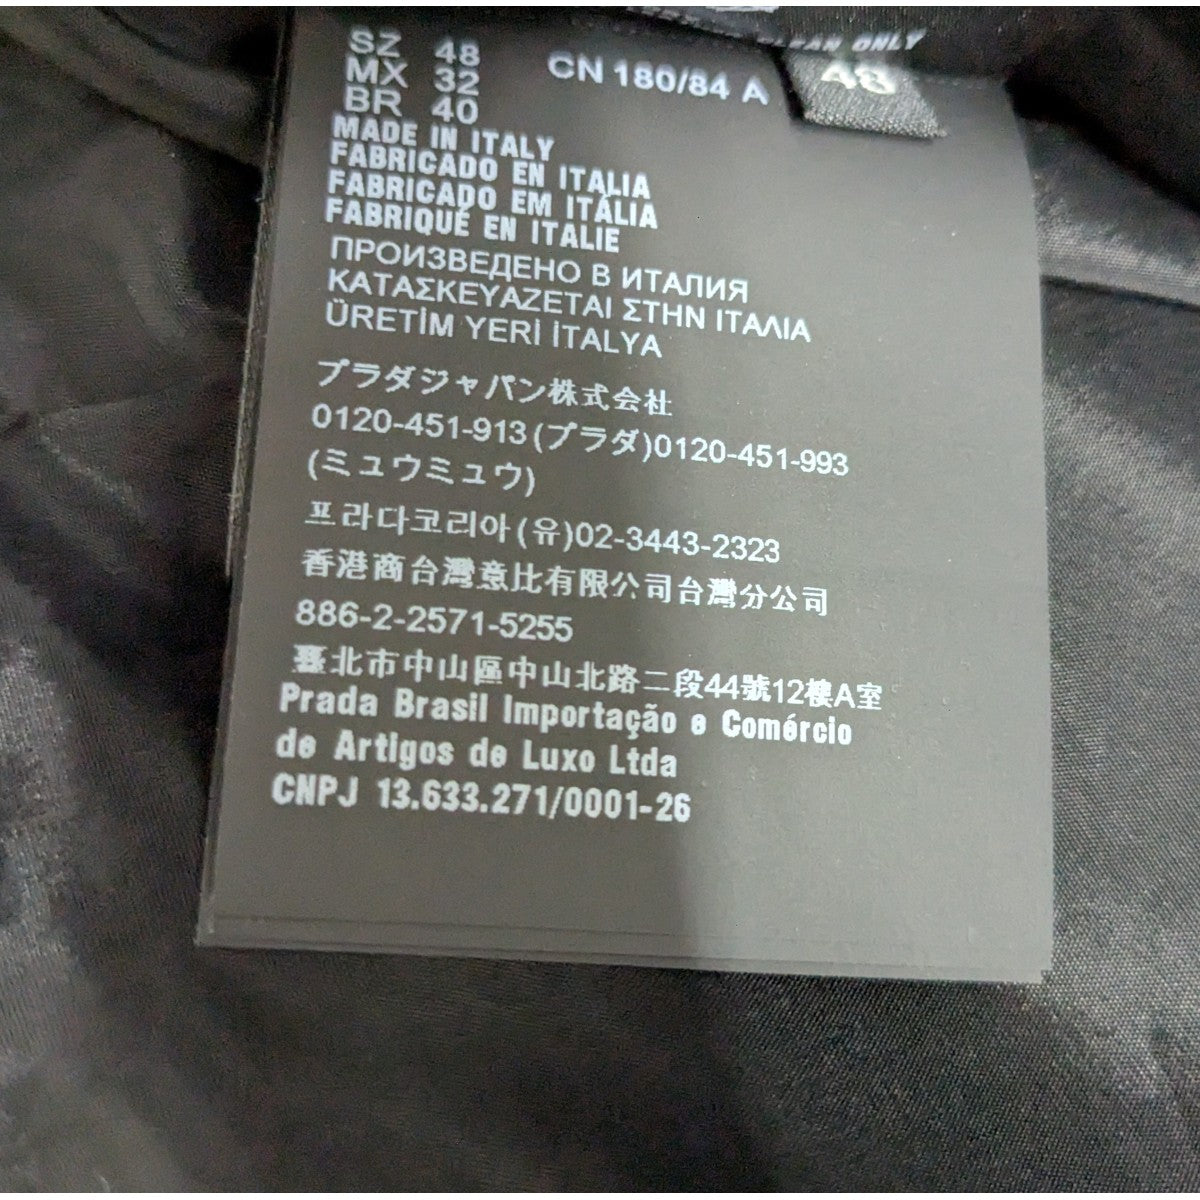 CLEAN ONLY
48
SZ 48
MX 32
BR 40
CN 180/84 A
MADE IN ITALY
FABRICADO EN ITALIA
FABRICADO EM ITÁLIA
FABRIQUÉ EN ITALIE
ПРОИЗВЕДЕНО В ИТАЛИЯ
ΚΑΤΑΣΚΕΥΑΖΕΤΑΙ ΣΤΗΝ ΙΤΑΛΙΑ
ÜRETİM YERİ İTALYA
プラダジャパン株式会社
0120-451-913(プラダ)0120-451-993
(ミュウミュウ)
프라다코리아(유)02-3443-2323
香港商台灣意比有限公司台灣分公司
886-2-2571-5255
臺北市中山區中山北路二段44號12樓A室
Prada Brasil Importação e Comércio
de Artigos de Luxo Ltda
CNPJ 13.633.271/0001-26